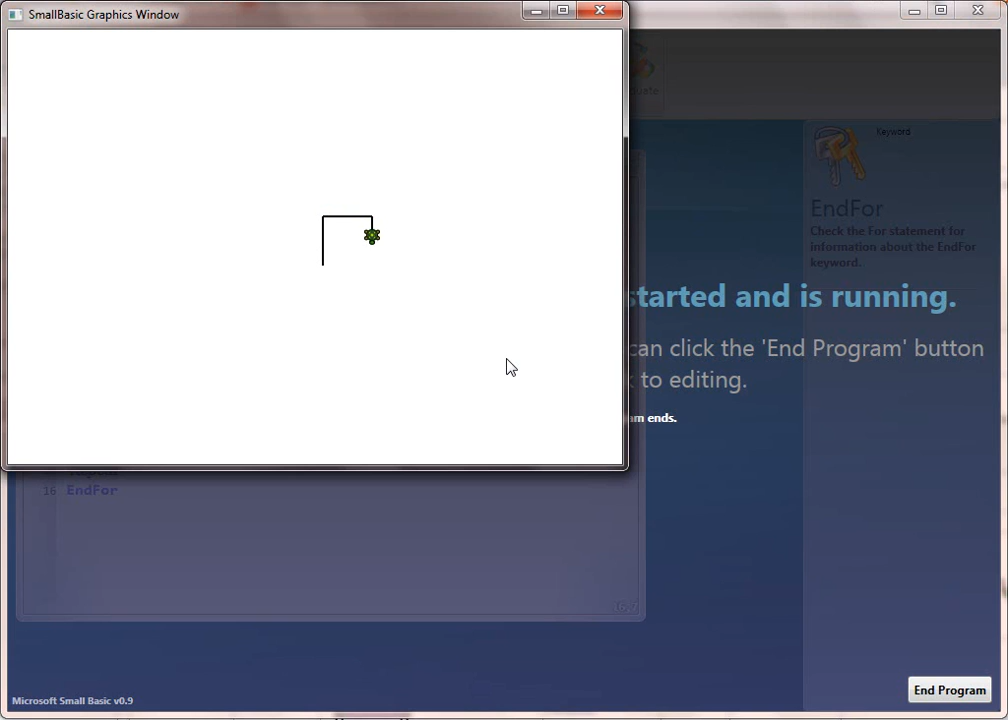 SmallBasic Graphics Window
Keyword
EndFor
Check the For statement for
information about the EndFor
keyword.
started and is running.
can click the 'End Program' button
to editing.
ends.
16 EndFor
Microsoft Small Basic v0.9
End Program